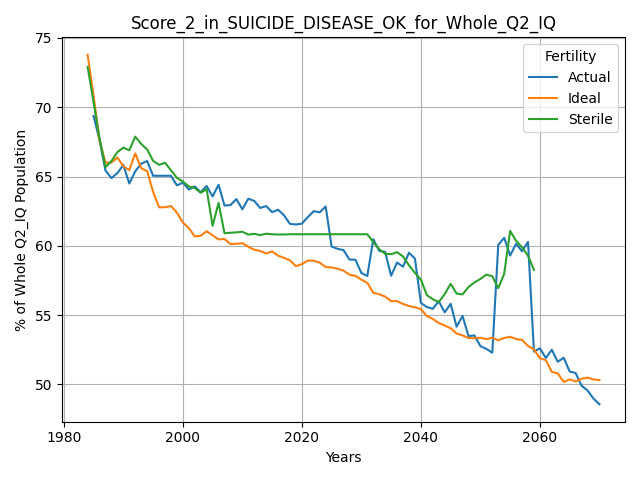 Score_2_in_SUICIDE_DISEASE_OK_for_Whole_Q2_IQ
% of Whole Q2_IQ Population
75
70
65
60
55
50
Fertility
Actual
Ideal
Sterile
1980
2000
2020
2040
2060
Years